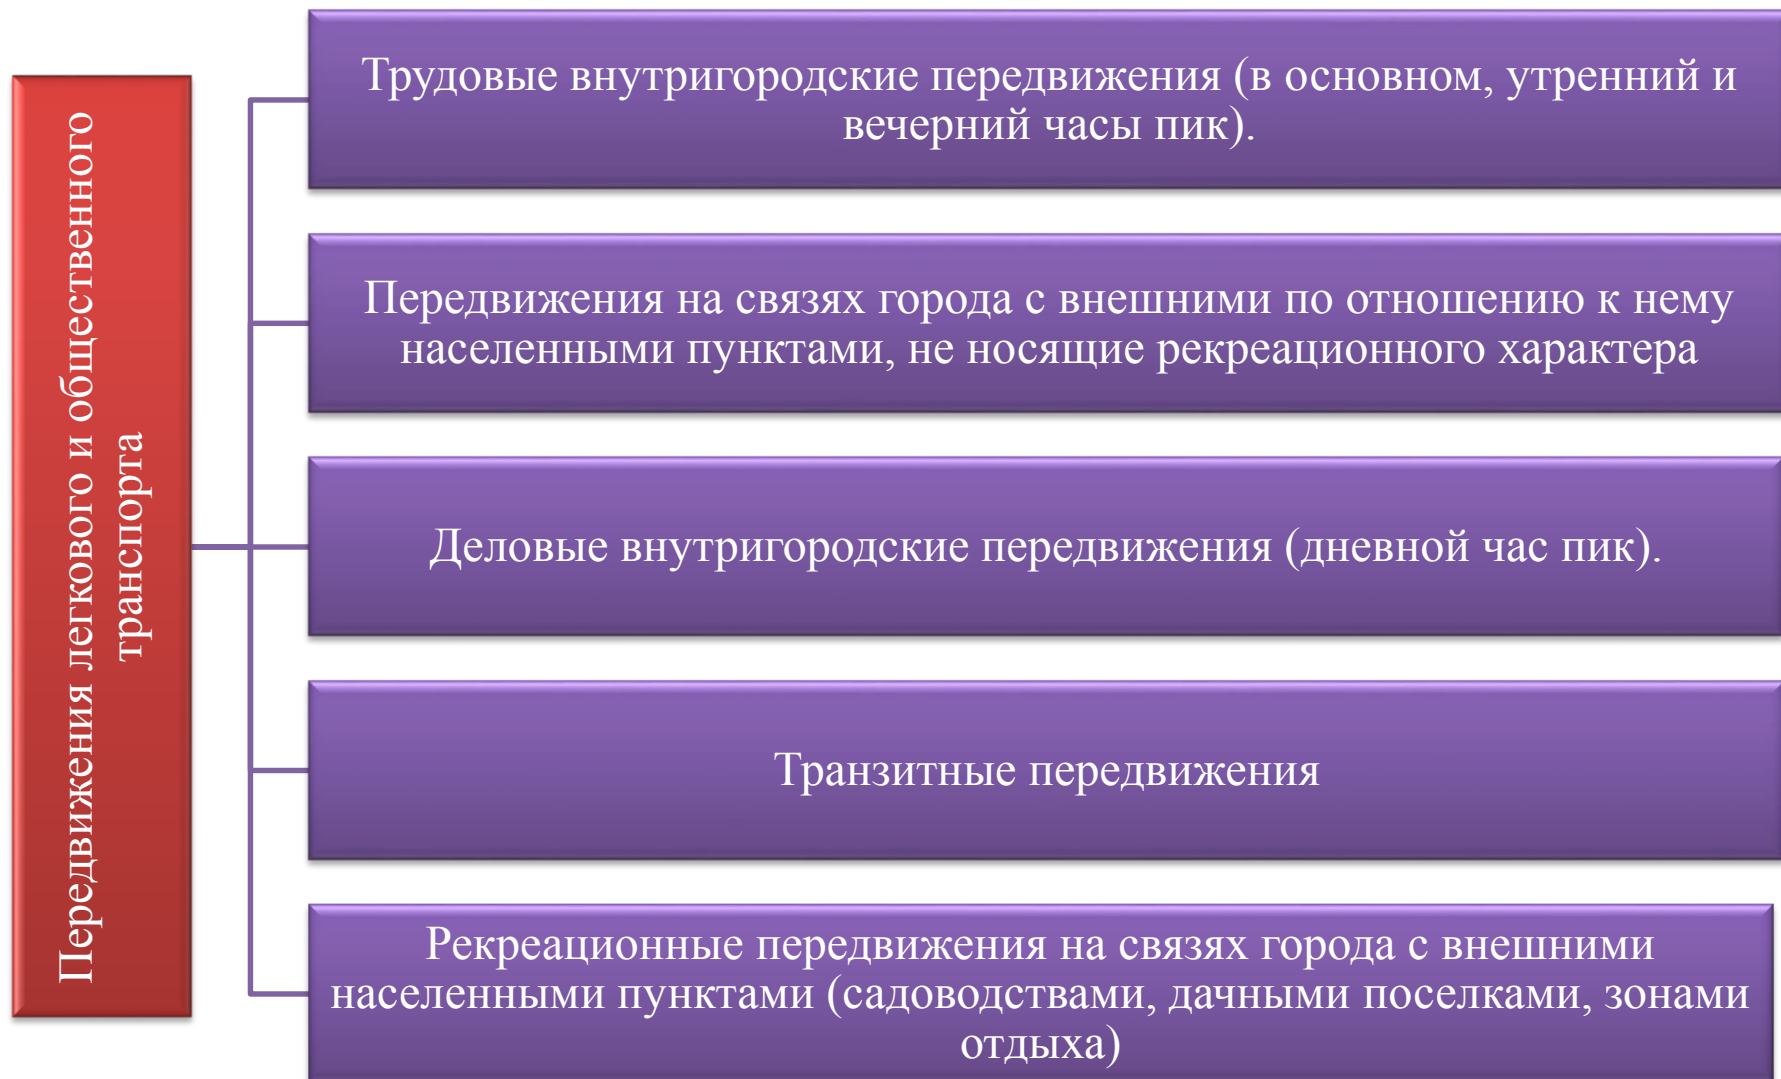 Передвижения легкового и общественного
транспорта
Трудовые внутригородские передвижения (в основном, утренний и
вечерний часы пик).
Передвижения на связях города с внешними по отношению к нему
населенными пунктами, не носящие рекреационного характера
Деловые внутригородские передвижения (дневной час пик).
Транзитные передвижения
Рекреационные передвижения на связях города с внешними
населенными пунктами (садоводствами, дачными поселками, зонами
отдыха)